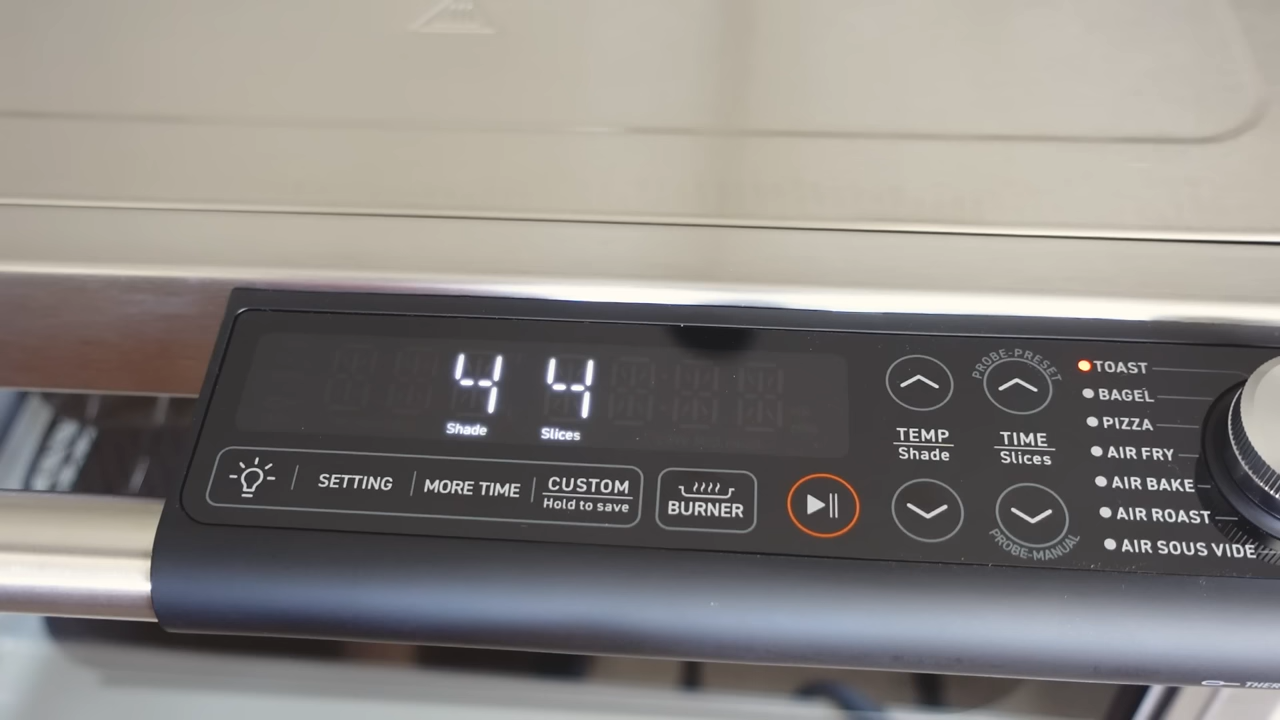 4 4
Shade Slices
SETTING MORE TIME CUSTOM
Hold to save
BURNER
TEMP
Shade
PROBE-PRESET
TIME
Slices
PROBE-MANUAL
TOAST
BAGEL
PIZZA
AIR FRY
AIR BAKE
AIR ROAST
AIR SOUS VIDE